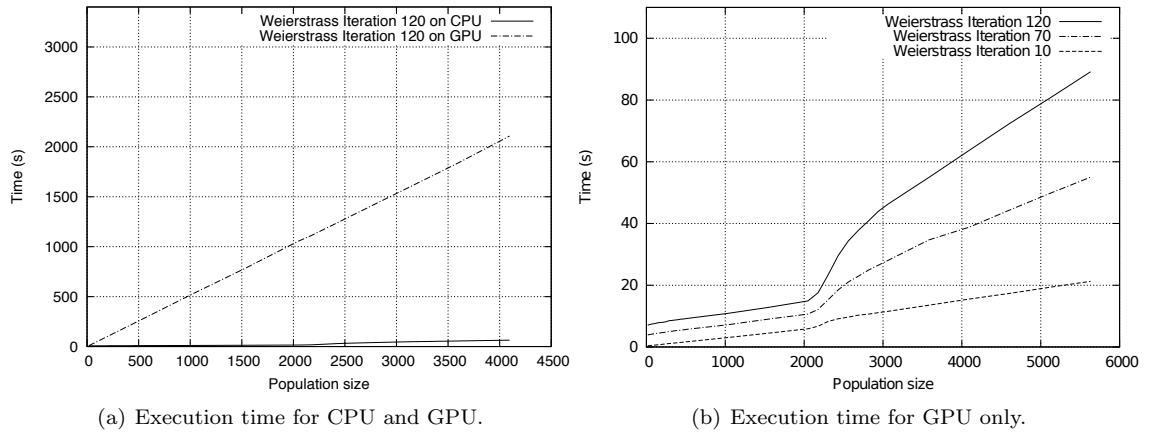 Weierstrass Iteration 120 on CPU
Weierstrass Iteration 120 on GPU
3000
2500
2000
1500
1000
500
0
Time (s)
0 500 1000 1500 2000 2500 3000 3500 4000 4500
Population size
(a) Execution time for CPU and GPU.
Weierstrass Iteration 120
Weierstrass Iteration 70
Weierstrass Iteration 10
100
80
60
40
20
0
Time (s)
0 1000 2000 3000 4000 5000 6000
Population size
(b) Execution time for GPU only.